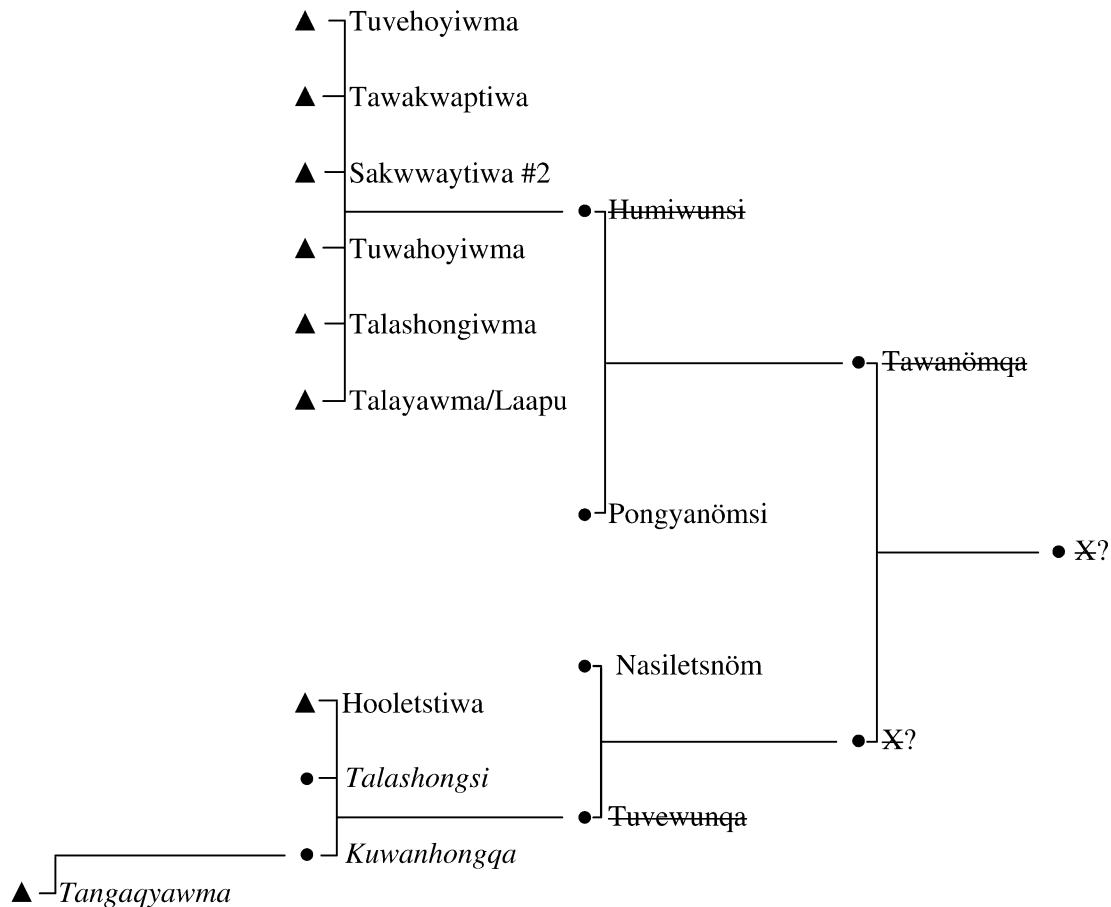 Tuvehoyiwma
Tawakwaptiwa
Sakwwaytiwa #2
Humiwunsi
Tuwahoyiwma
Talashongiwma
Tawanömqa
Talayawma/Laapu
Pongyanömsi
X?
Nasiletsnöm
Hooletstiwa
X?
Talashongsi
Tuvewunqa
Kuwanhongqa
Tangaqyawma